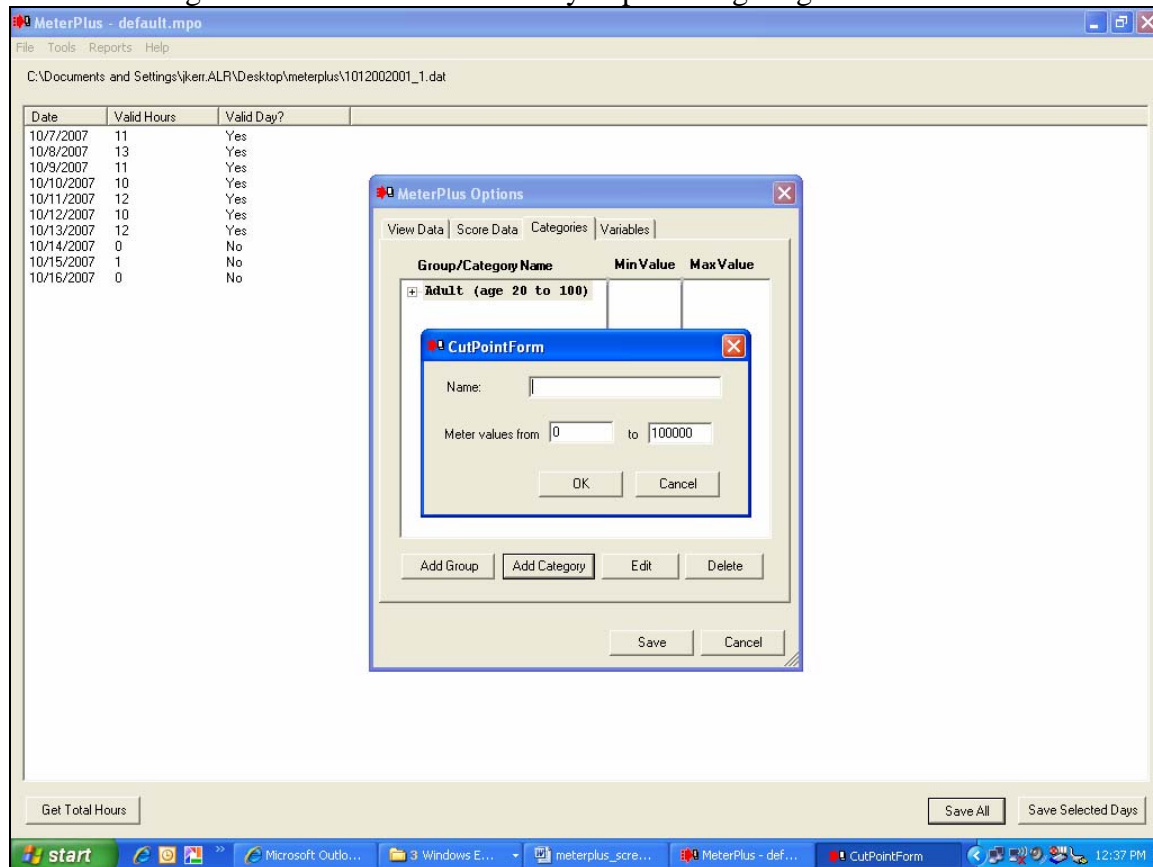 MeterPlus - default.mpo
File Tools Reports Help
C:\Documents and Settings\jkerr.ALR\Desktop\meterplus\1012002001_1.dat
Date Valid Hours Valid Day?
10/7/2007 11 Yes
10/8/2007 13 Yes
10/9/2007 11 Yes
10/10/2007 10 Yes
10/11/2007 12 Yes
10/12/2007 10 Yes
10/13/2007 12 Yes
10/14/2007 0 No
10/15/2007 1 No
10/16/2007 0 No
MeterPlus Options
View Data Score Data Categories Variables
Group/Category Name Min Value Max Value
Adult (age 20 to 100)
CutPointForm
Name:
Meter values from 0 to 100000
OK Cancel
Add Group Add Category Edit Delete
Save Cancel
Get Total Hours Save All Save Selected Days
start Microsoft Outlo... 3 Windows E... meterplus_scre... MeterPlus - def... CutPointForm 12:37 PM